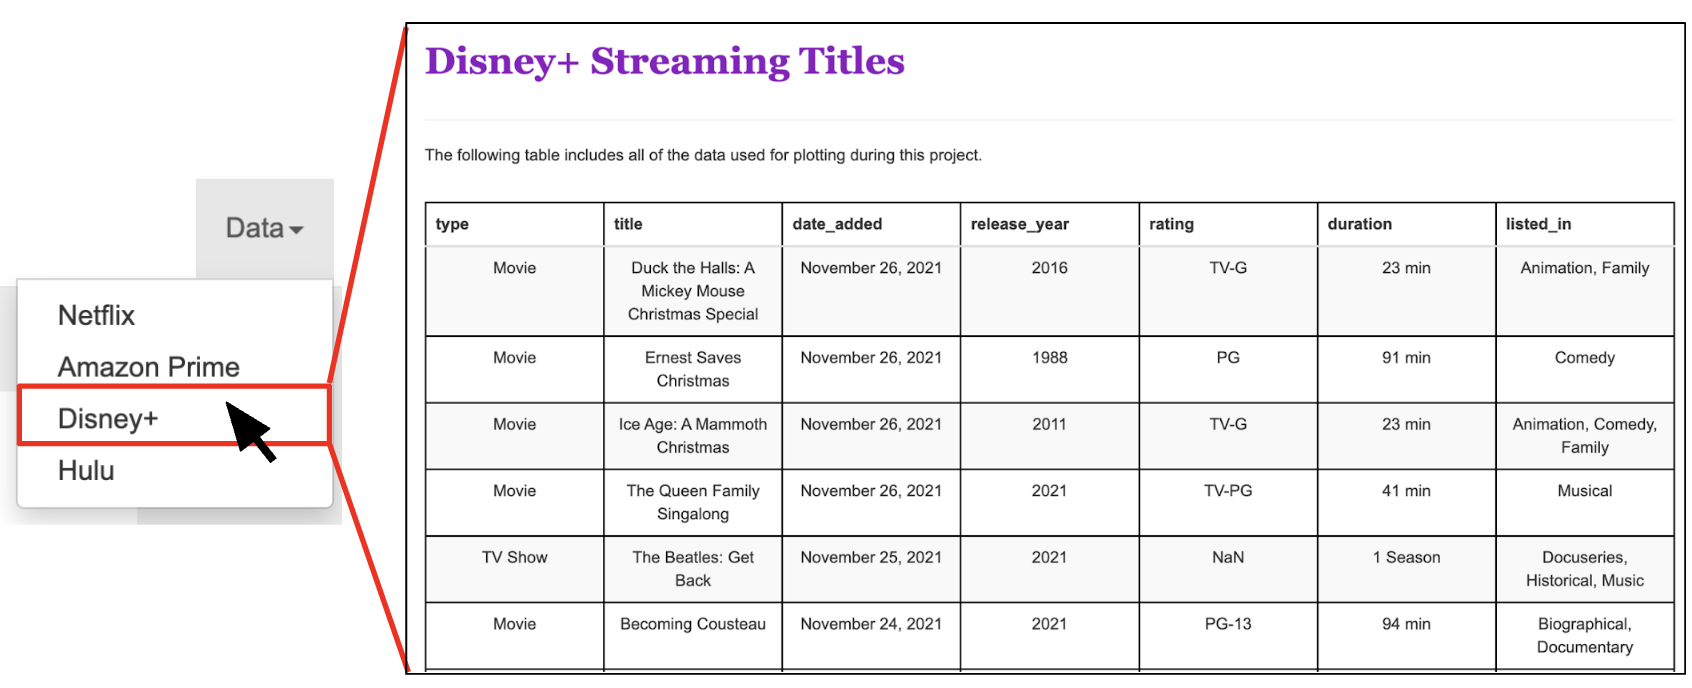 Data
Netflix
Amazon Prime
Disney+
Hulu
Disney+ Streaming Titles
The following table includes all of the data used for plotting during this project.
type title date_added release_year rating duration listed_in
Movie Duck the Halls: A November 26, 2021 2016 TV-G 23 min Animation, Family
Mickey Mouse
Christmas Special
Movie Ernest Saves November 26, 2021 1988 PG 91 min Comedy
Christmas
Movie Ice Age: A Mammoth November 26, 2021 2011 TV-G 23 min Animation, Comedy,
Christmas Family
Movie The Queen Family November 26, 2021 2021 TV-PG 41 min Musical
Singalong
TV Show The Beatles: Get November 25, 2021 2021 NaN 1 Season Docuseries,
Back Historical, Music
Movie Becoming Cousteau November 24, 2021 2021 PG-13 94 min Biographical,
Documentary